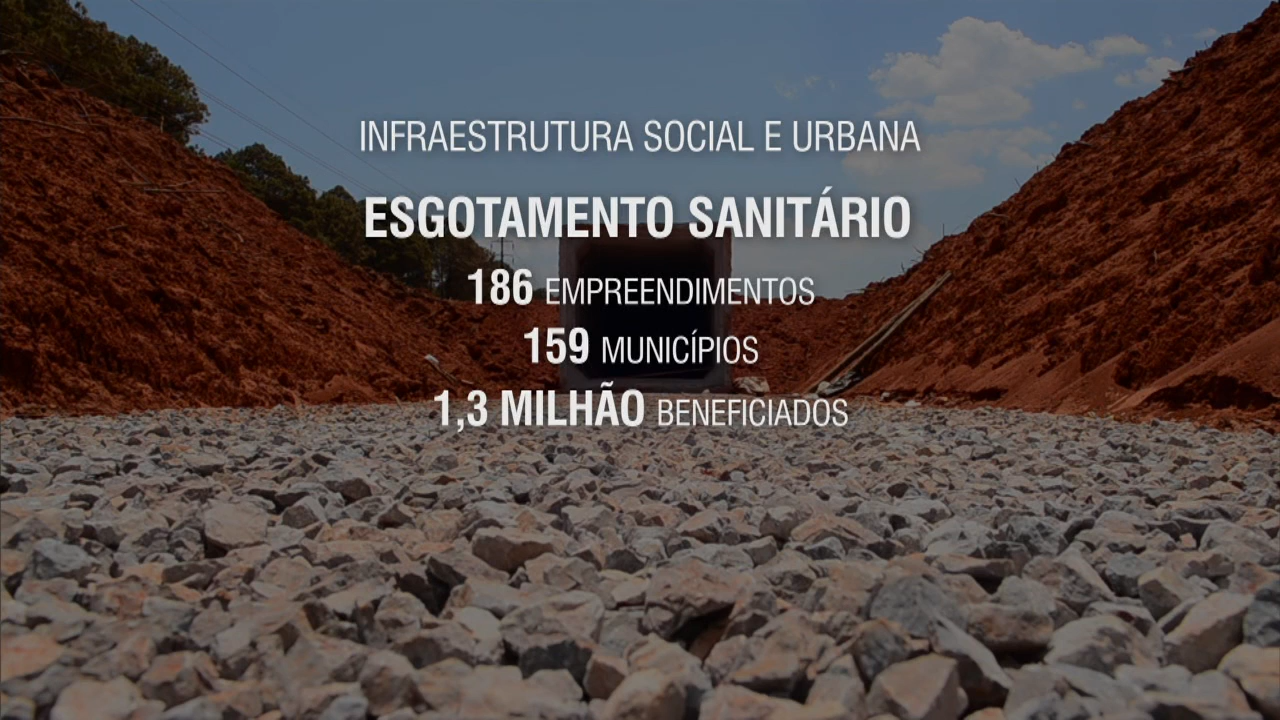 INFRAESTRUTURA SOCIAL E URBANA
ESGOTAMENTO SANITÁRIO
186 EMPREENDIMENTOS
159 MUNICÍPIOS
1,3 MILHÃO BENEFICIADOS